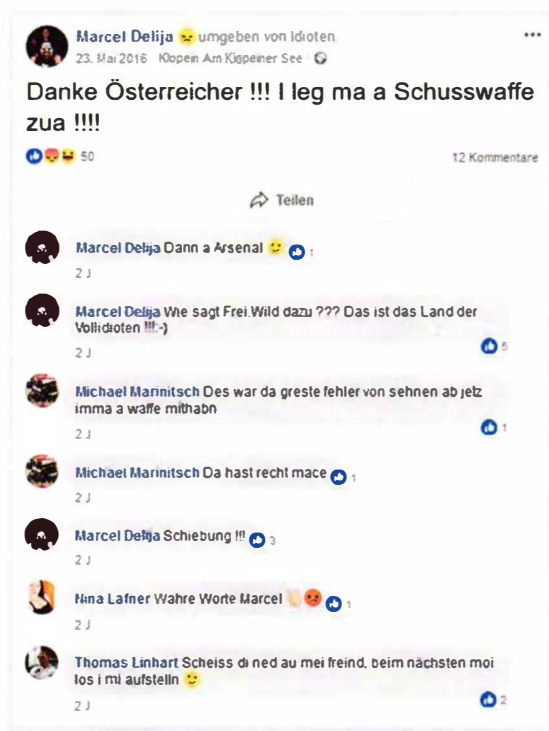 Marcel Delija umgeben von Idioten.
23. Mai 2016 Klopein Am Klopeiner See
Danke Österreicher !!! I leg ma a Schusswaffe
zua !!!!
50
12 Kommentare
Teilen
Marcel Delija Dann a Arsenal 1
2 J
Marcel Delija Wie sagt Frei.Wild dazu ??? Das ist das Land der
Vollidioten !!!:-)
5
2 J
Michael Marinitsch Des war da greste fehler von sehnen ab jetz
imma a waffe mithabn
1
2 J
Michael Marinitsch Da hast recht mace 1
2 J
Marcel Delija Schiebung !!! 3
2 J
Nina Lafner Wahre Worte Marcel 1
2 J
Thomas Linhart Scheiss di ned au mei freind, beim nächsten moi
los i mi aufstelln
2
2 J